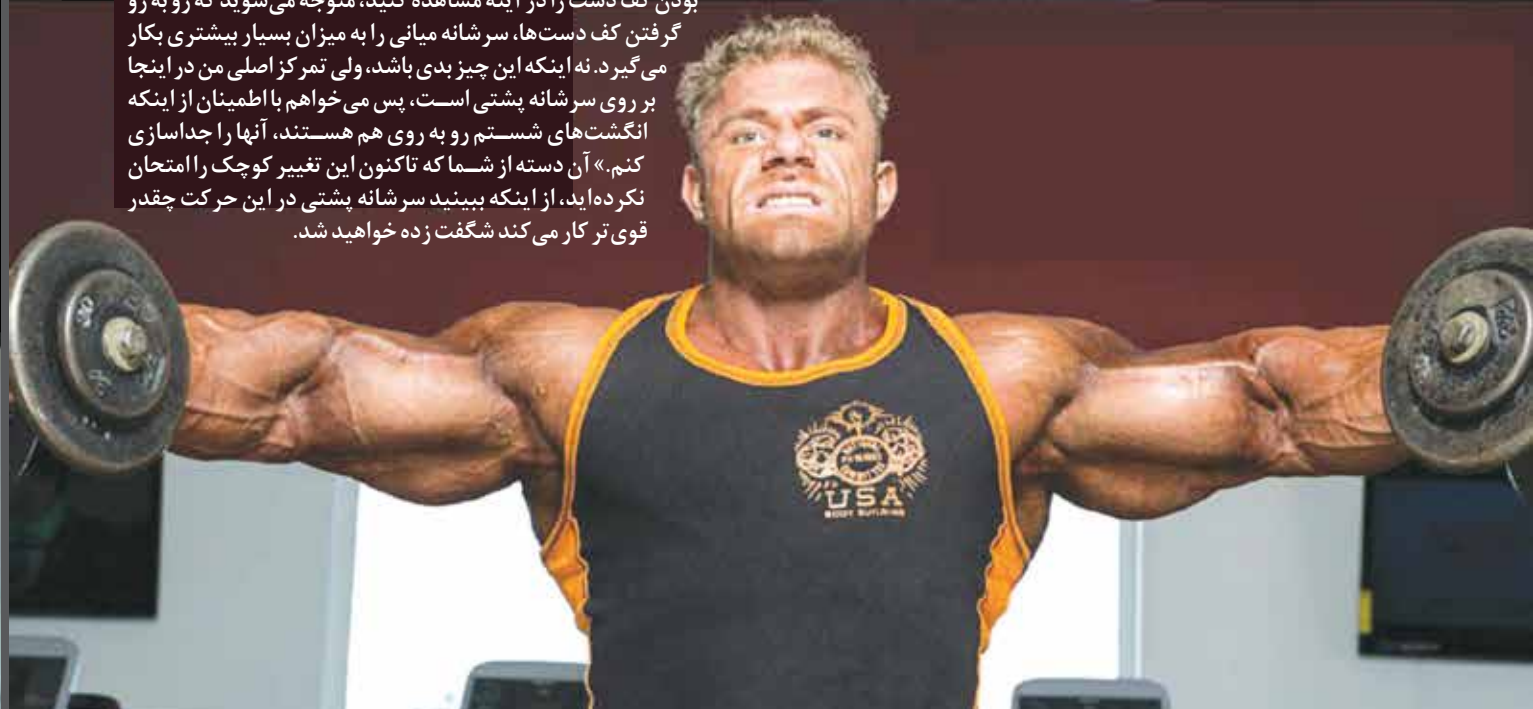 بودن کف دست را در آینه مشاهده کنید، متوجه می‌شوید که رو به رو
گرفتن کف دست‌ها، سرشانه میانی را به میزان بسیار بیشتری بکار
می‌گیرد. نه اینکه این چیز بدی باشد، ولی تمرکز اصلی من در اینجا
بر روی سرشانه پشتی است، پس می‌خواهم با اطمینان از اینکه
انگشت‌های شستم رو به روی هم هستند، آنها را جداسازی
کنم.» آن دسته از شما که تاکنون این تغییر کوچک را امتحان
نکرده‌اید، از اینکه ببینید سرشانه پشتی در این حرکت چقدر
قوی‌تر کار می‌کند شگفت زده خواهید شد.
USA
BODY BUILDING